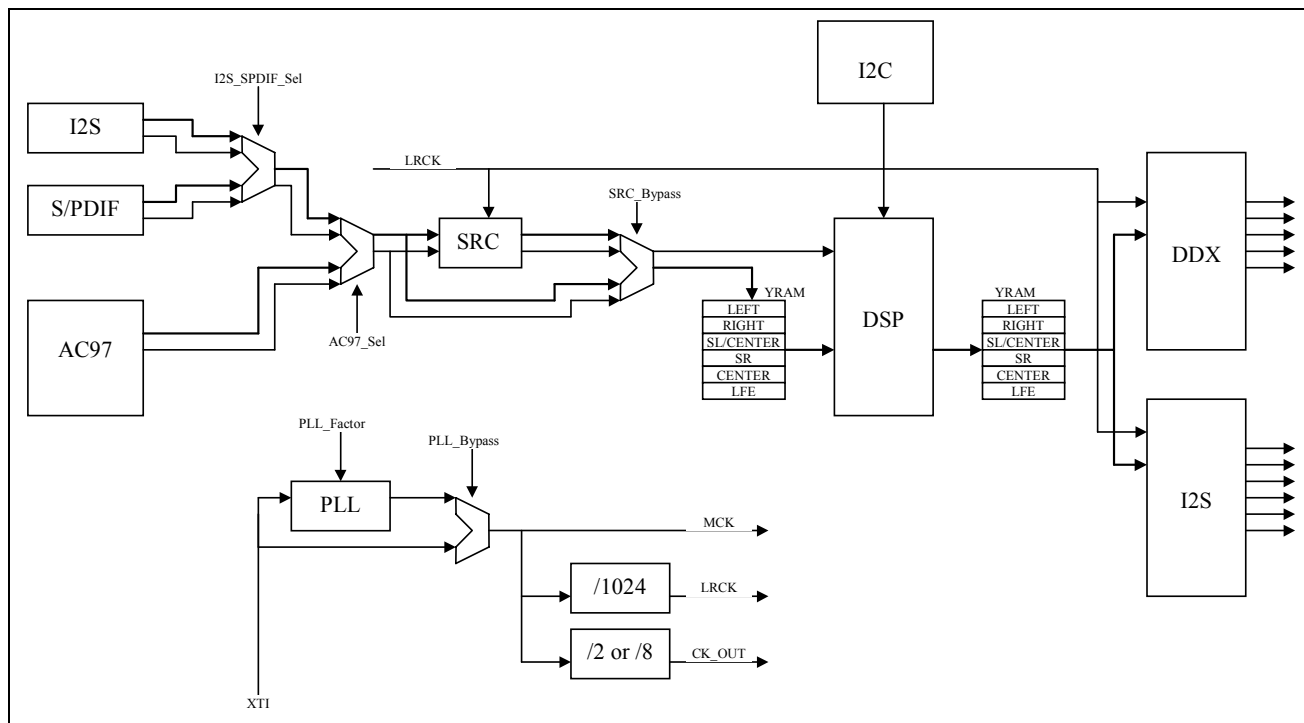 I2C
I2S_SPDIF_Sel
I2S
LRCK
SRC_Bypass
S/PDIF
SRC
DDX
YRAM
LEFT
RIGHT
SL/CENTER
SR
CENTER
LFE
DSP
YRAM
LEFT
RIGHT
SL/CENTER
SR
CENTER
LFE
AC97_Sel
AC97
PLL_Factor
PLL_Bypass
PLL
I2S
MCK
/1024
LRCK
/2 or /8
CK_OUT
XTI